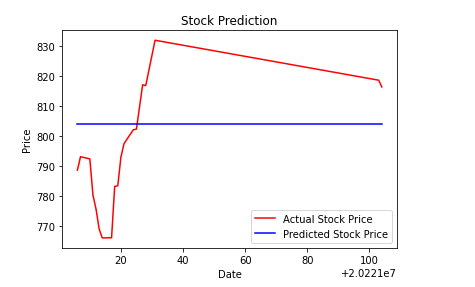 Stock Prediction
830
820
810
800
790
780
770
Price
20
40
60
80
100
+2.0221e7
Date
Actual Stock Price
Predicted Stock Price